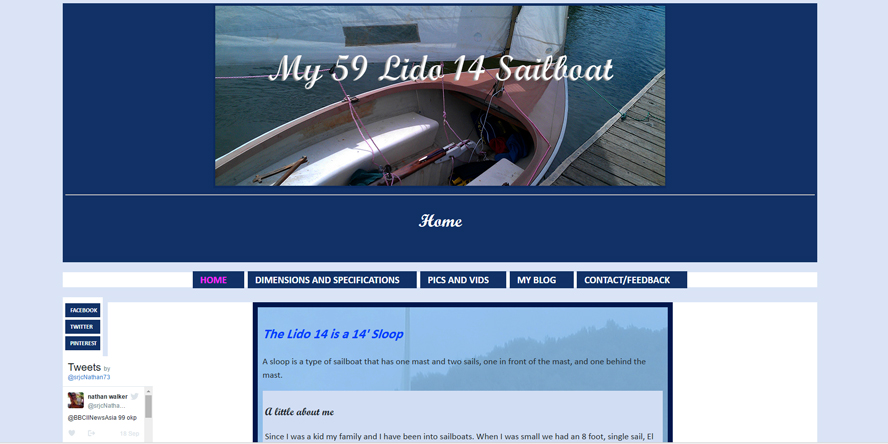 My 59 Lido 14 Sailboat
Home
HOME
DIMENSIONS AND SPECIFICATIONS
PICS AND VIDS
MY BLOG
CONTACT/FEEDBACK
FACEBOOK
TWITTER
PINTEREST
Tweets by
@srjcNathan73
nathan walker
@srjcNatha...
@BBCIINewsAsia 99 okp
10 Sep
The Lido 14 is a 14' Sloop
A sloop is a type of sailboat that has one mast and two sails, one in front of the mast, and one behind the
mast.
A little about me
Since I was a kid my family and I have been into sailboats. When I was small we had an 8 foot, single sail, El